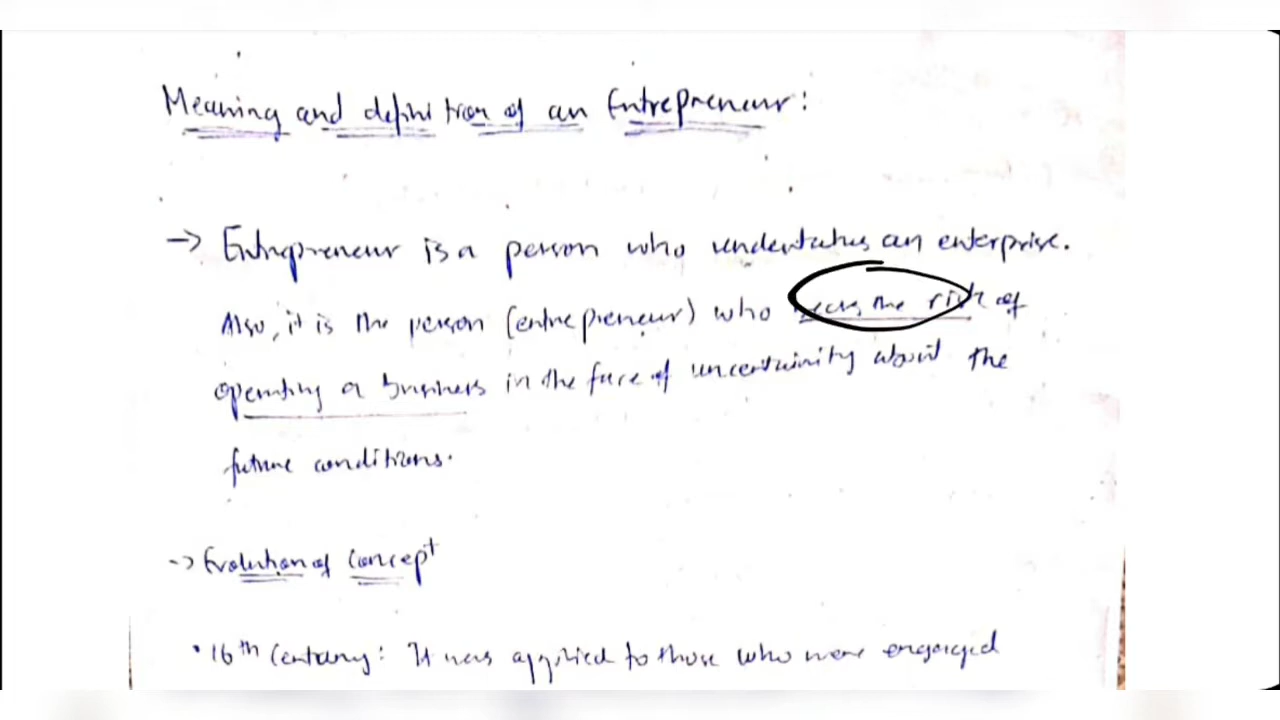 Meaning and definition of an Entrepreneur:
→ Entrepreneur is a person who undertakes an enterprise.
Also, it is the person (entrepreneur) who the risk of
operating a business in the face of uncertainity about the
future conditions.
→ Evolution of concept
• 16th Century: It was applied to those who were engaged